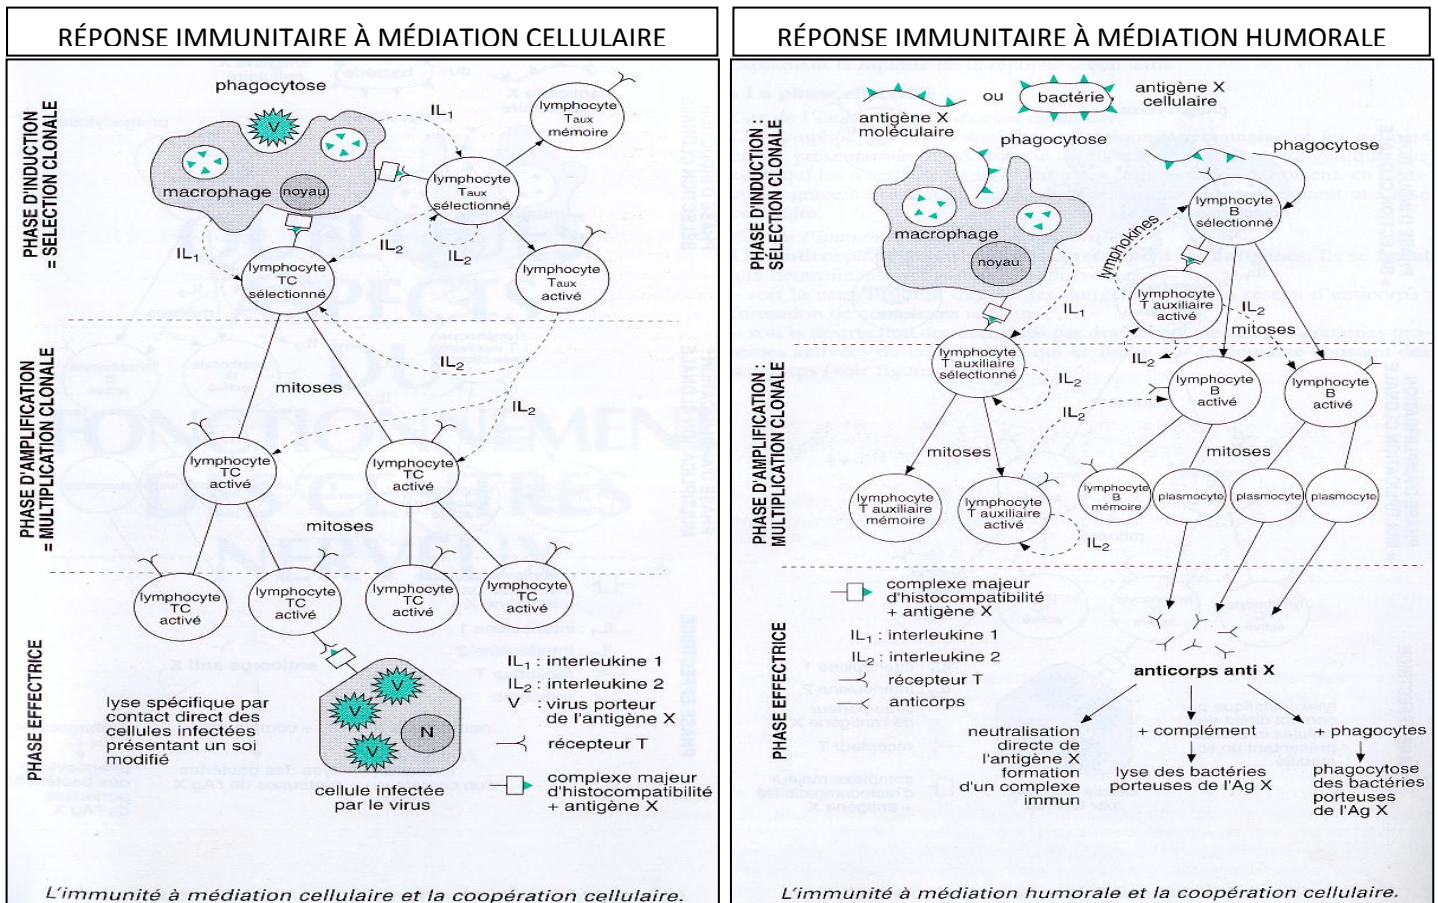 RÉPONSE IMMUNITAIRE À MÉDIATION CELLULAIRE
PHASE D'INDUCTION
= SELECTION CLONALE
phagocytose
V
macrophage
noyau
IL1
lymphocyte
Taux
mémoire
lymphocyte
Taux
sélectionné
IL1
IL2
IL2
lymphocyte
TC
sélectionné
lymphocyte
Taux
activé
PHASE D'AMPLIFICATION
= MULTIPLICATION CLONALE
IL2
mitoses
IL2
lymphocyte
TC
activé
lymphocyte
TC
activé
mitoses
lymphocyte
TC
activé
lymphocyte
TC
activé
lymphocyte
TC
activé
lymphocyte
TC
activé
PHASE EFFECTRICE
lyse spécifique par
contact direct des
cellules infectées
présentant un soi
modifié
V
V
V
N
cellule infectée
par le virus
IL1 : interleukine 1
IL2 : interleukine 2
V : virus porteur
de l'antigène X
récepteur T
complexe majeur
d'histocompatibilité
+ antigène X
L'immunité à médiation cellulaire et la coopération cellulaire.
RÉPONSE IMMUNITAIRE À MÉDIATION HUMORALE
PHASE D'INDUCTION :
SELECTION CLONALE
antigène X
moléculaire
ou
bactérie
antigène X
cellulaire
phagocytose
phagocytose
macrophage
noyau
lymphocyte
B
sélectionné
lymphokines
lymphocyte
T auxiliaire
activé
IL1
IL2
mitoses
PHASE D'AMPLIFICATION :
MULTIPLICATION CLONALE
lymphocyte
T auxiliaire
sélectionné
IL2
IL2
IL2
lymphocyte
B
activé
lymphocyte
B
activé
mitoses
mitoses
lymphocyte
T auxiliaire
mémoire
lymphocyte
T auxiliaire
activé
IL2
lymphocyte
B
mémoire
plasmocyte
plasmocyte
plasmocyte
PHASE EFFECTRICE
complexe majeur
d'histocompatibilité
+ antigène X
IL1 : interleukine 1
IL2 : interleukine 2
récepteur T
anticorps
anticorps anti X
neutralisation
directe de
l'antigène X
formation
d'un complexe
immun
+ complément
lyse des bactéries
porteuses de l'Ag X
+ phagocytes
phagocytose
des bactéries
porteuses
de l'Ag X
L'immunité à médiation humorale et la coopération cellulaire.